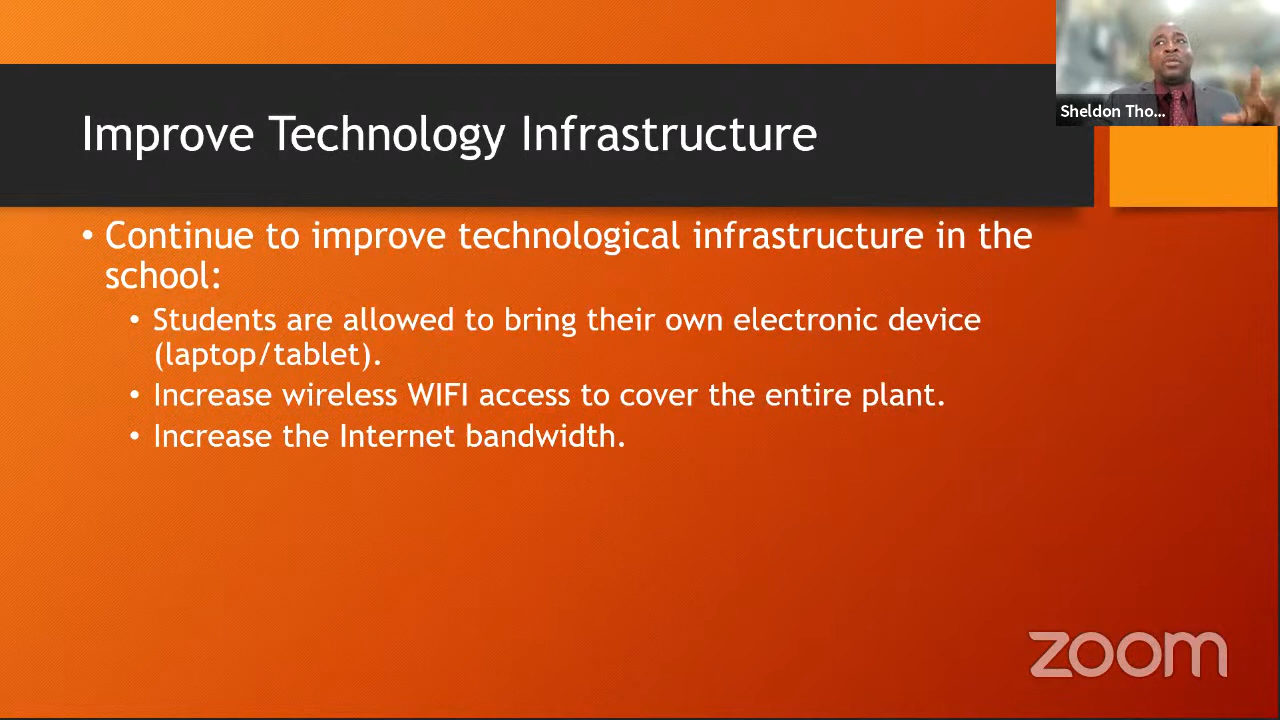 Sheldon Tho...
Improve Technology Infrastructure
• Continue to improve technological infrastructure in the
school:
• Students are allowed to bring their own electronic device
(laptop/tablet).
• Increase wireless WIFI access to cover the entire plant.
• Increase the Internet bandwidth.
zoom